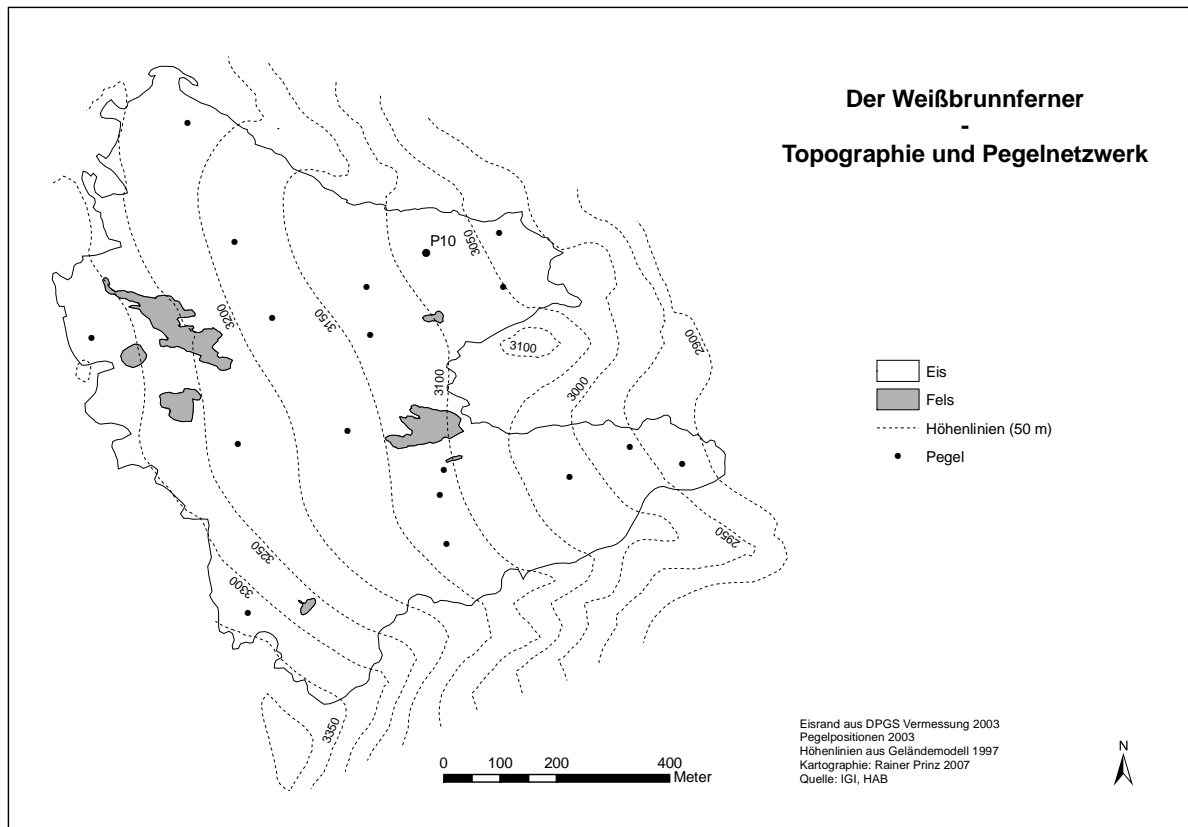 Der Weißbrunnferner
-
Topographie und Pegelnetzwerk
P10
3050
3200
3150
3100
2900
3100
3000
3250
3300
2950
3350
Eis
Fels
Höhenlinien (50 m)
Pegel
0 100 200 400
Meter
Eisrand aus DPGS Vermessung 2003
Pegelpositionen 2003
Höhenlinien aus Geländemodell 1997
Kartographie: Rainer Prinz 2007
Quelle: IGI, HAB
N